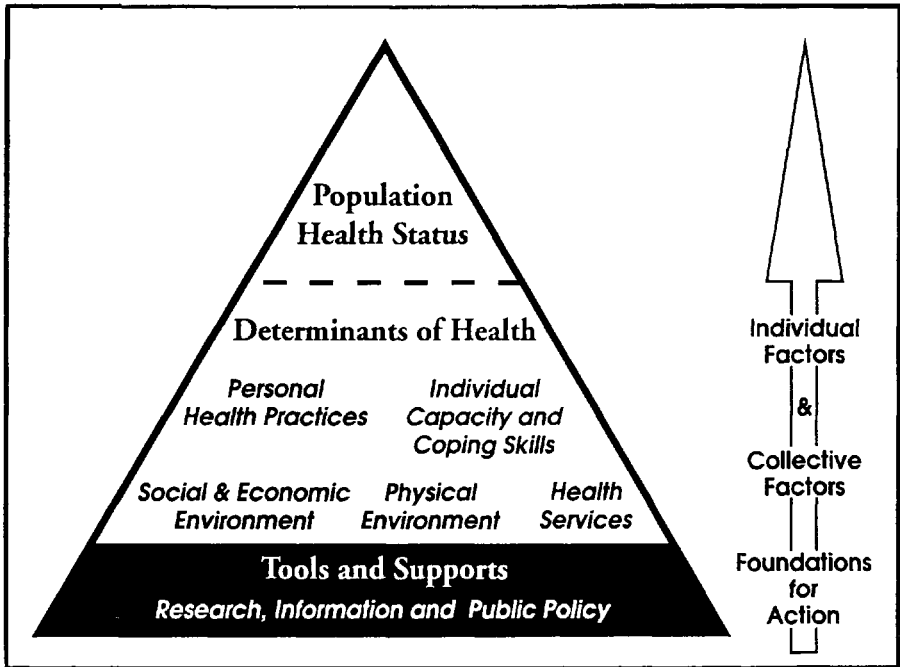 Population
Health Status
Determinants of Health
Personal
Health Practices
Individual
Capacity and
Coping Skills
Social & Economic
Environment
Physical
Environment
Health
Services
Tools and Supports
Research, Information and Public Policy
Individual
Factors
&
Collective
Factors
Foundations
for
Action